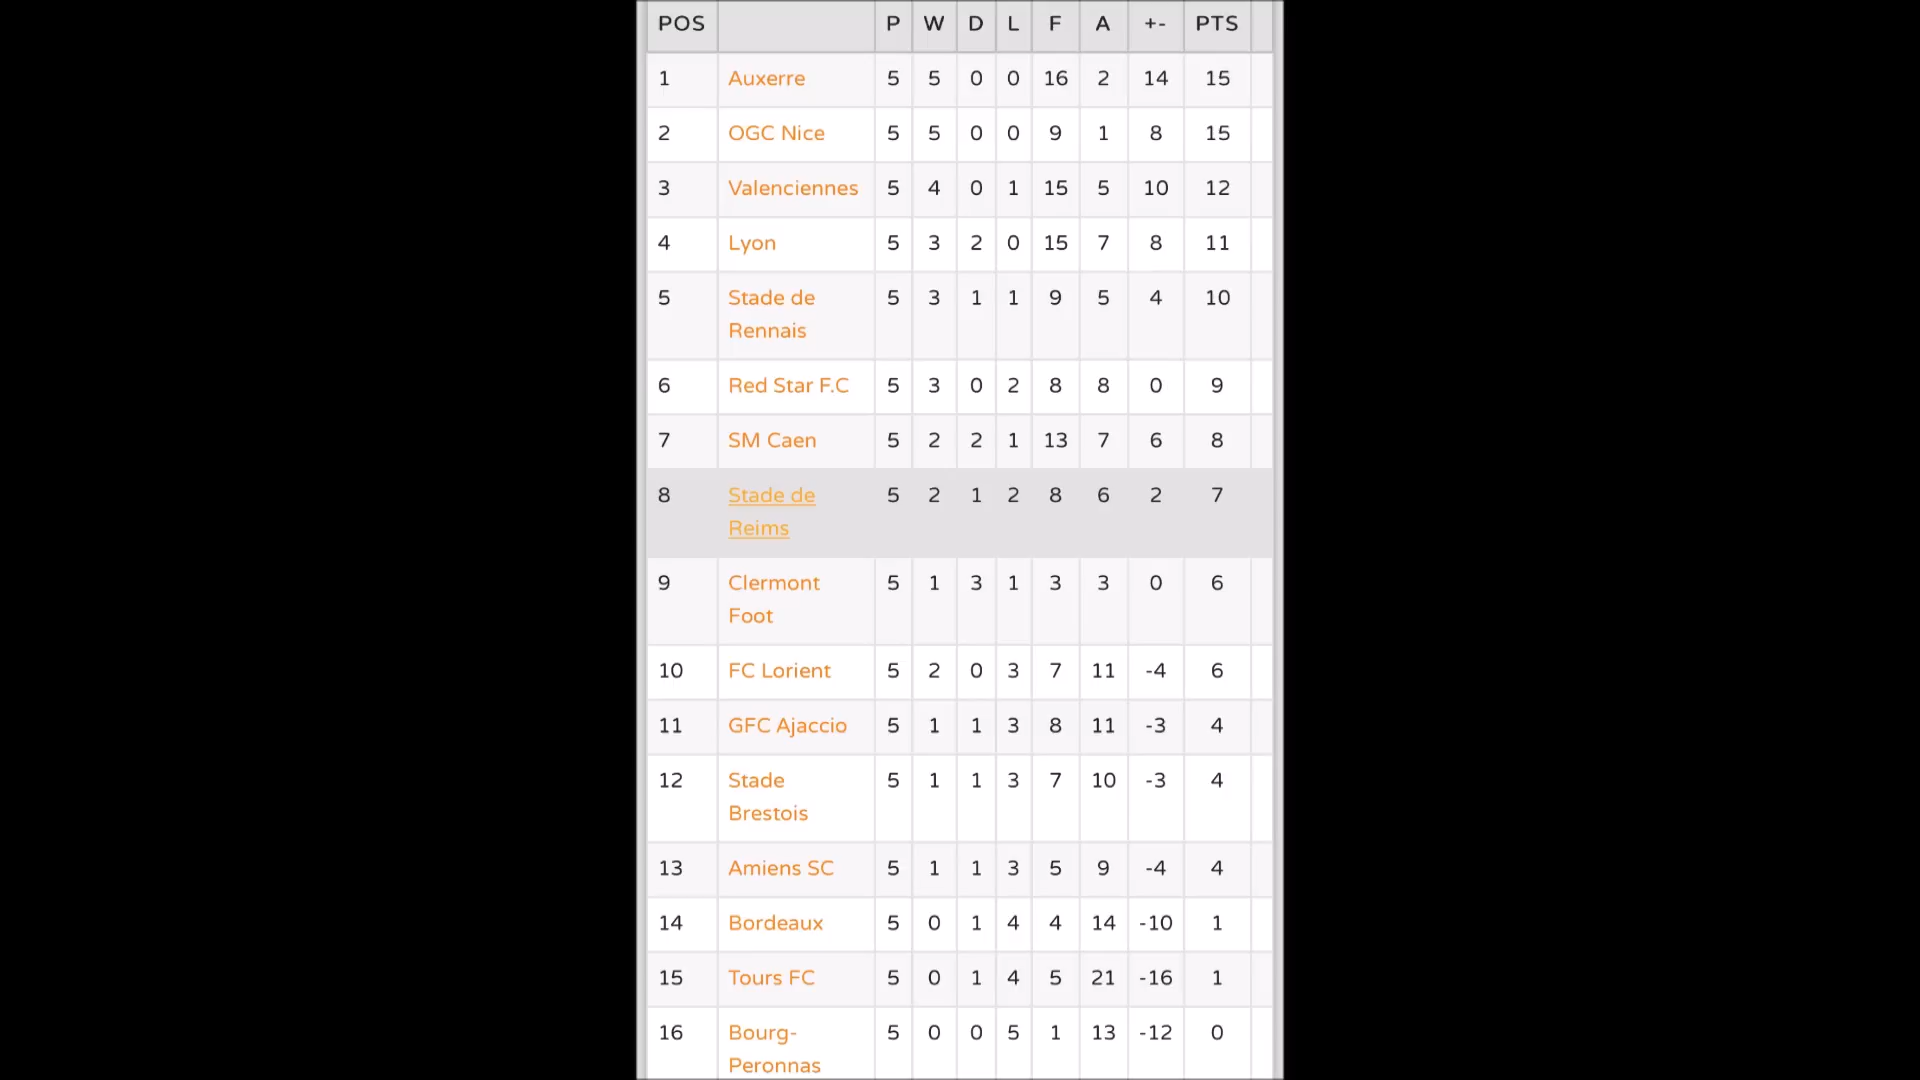 POS P W D L F A +- PTS
1 Auxerre 5 5 0 0 16 2 14 15
2 OGC Nice 5 5 0 0 9 1 8 15
3 Valenciennes 5 4 0 1 15 5 10 12
4 Lyon 5 3 2 0 15 7 8 11
5 Stade de 5 3 1 1 9 5 4 10
Rennais
6 Red Star F.C 5 3 0 2 8 8 0 9
7 SM Caen 5 2 2 1 13 7 6 8
8 Stade de 5 2 1 2 8 6 2 7
Reims
9 Clermont 5 1 3 1 3 3 0 6
Foot
10 FC Lorient 5 2 0 3 7 11 -4 6
11 GFC Ajaccio 5 1 1 3 8 11 -3 4
12 Stade 5 1 1 3 7 10 -3 4
Brestois
13 Amiens SC 5 1 1 3 5 9 -4 4
14 Bordeaux 5 0 1 4 4 14 -10 1
15 Tours FC 5 0 1 4 5 21 -16 1
16 Bourg- 5 0 0 5 1 13 -12 0
Peronnas